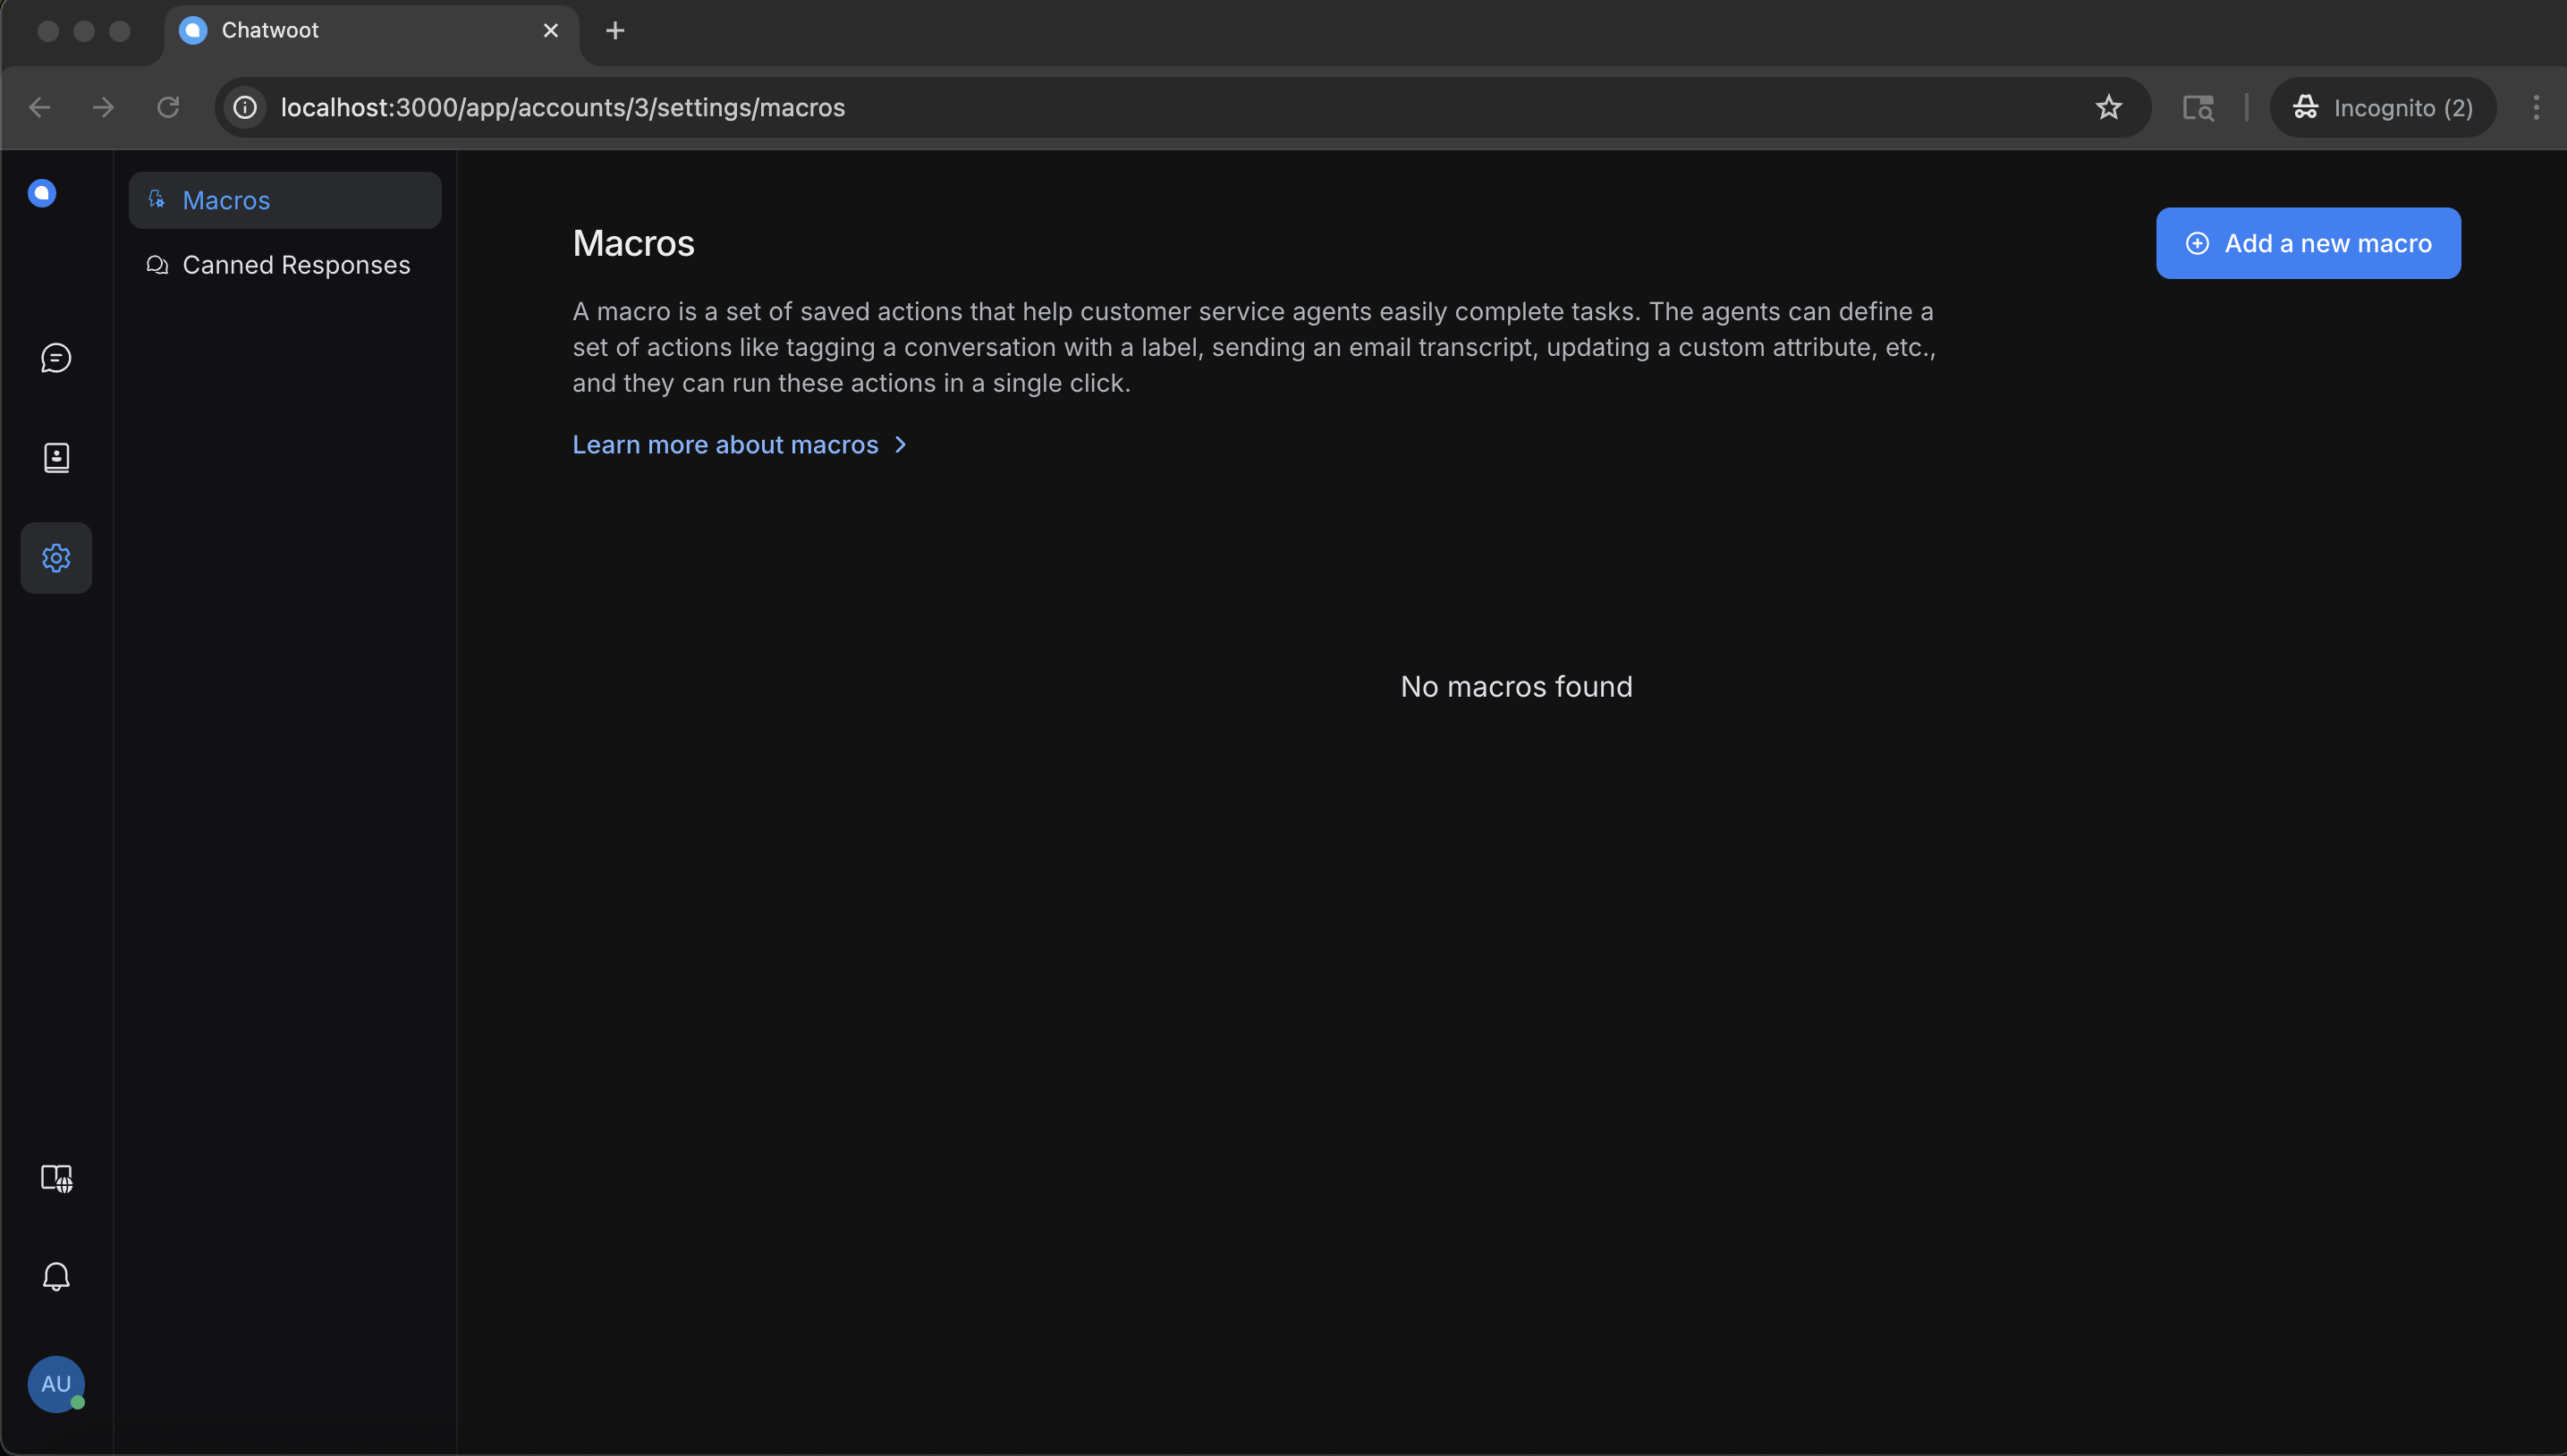 Chatwoot
localhost:3000/app/accounts/3/settings/macros
Incognito (2)
Macros
Canned Responses
Macros
Add a new macro
A macro is a set of saved actions that help customer service agents easily complete tasks. The agents can define a
set of actions like tagging a conversation with a label, sending an email transcript, updating a custom attribute, etc.,
and they can run these actions in a single click.
Learn more about macros
No macros found
AU